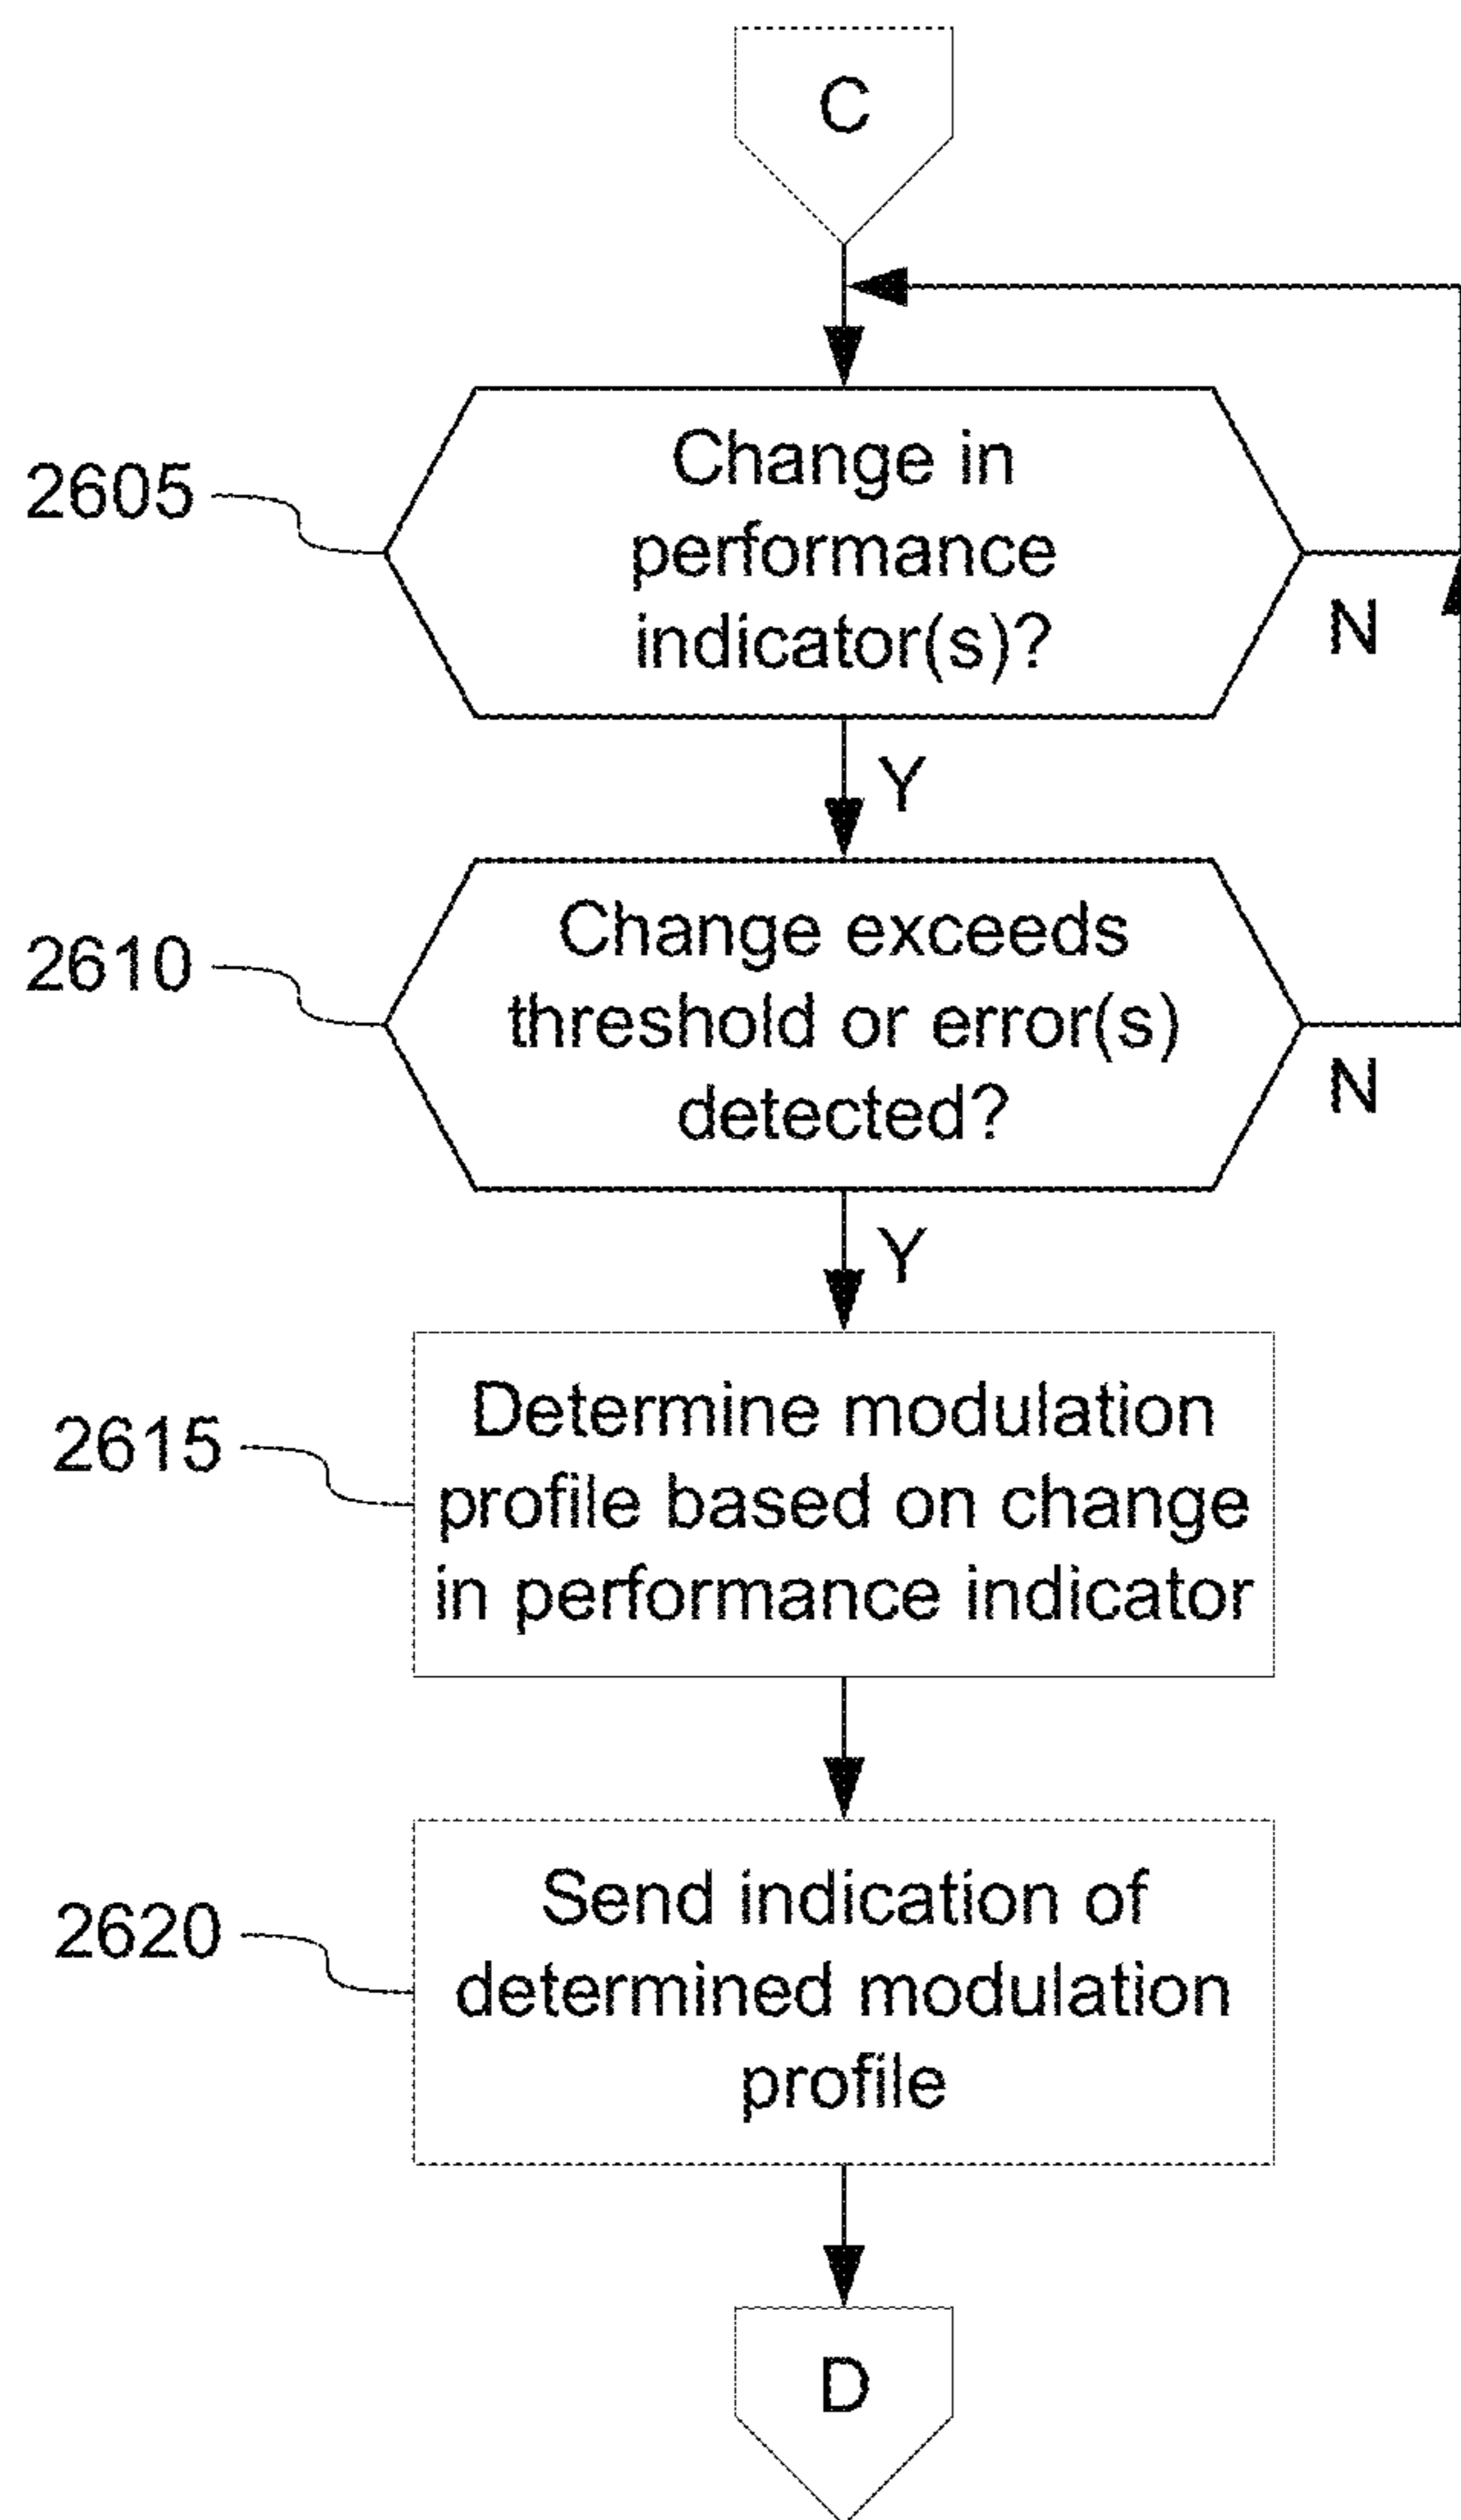 C
2605
Change in
performance
indicator(s)?
N
Y
2610
Change exceeds
threshold or error(s)
detected?
N
Y
2615
Determine modulation
profile based on change
in performance indicator
2620
Send indication of
determined modulation
profile
D